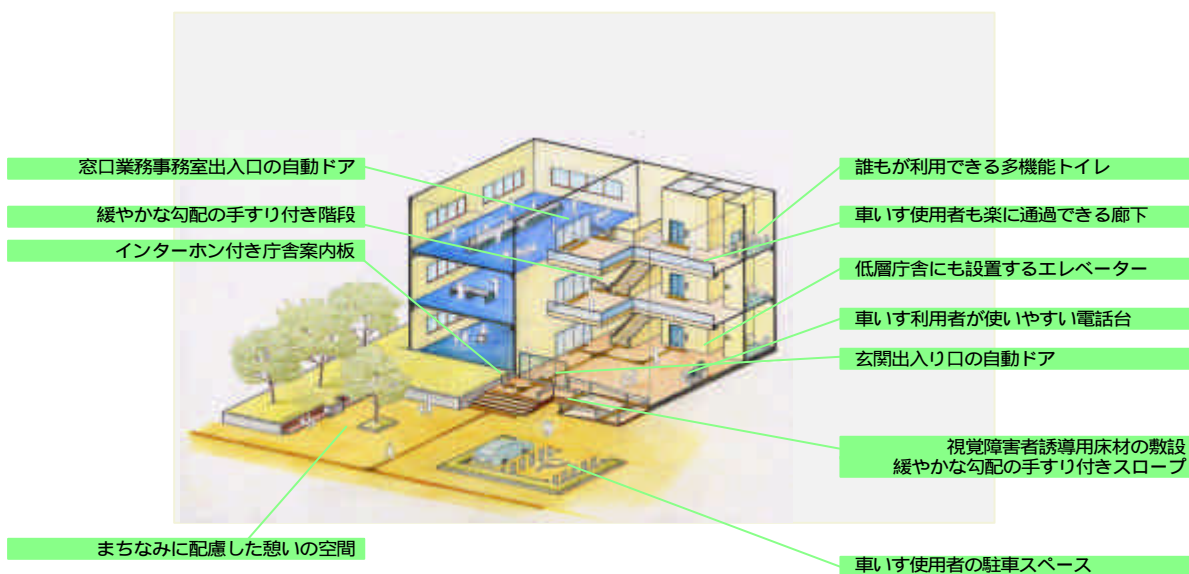 窓口業務事務室出入口の自動ドア
緩やかな勾配の手すり付き階段
インターホン付き庁舎案内板
まちなみに配慮した憩いの空間
誰もが利用できる多機能トイレ
車いす使用者も楽に通過できる廊下
低層庁舎にも設置するエレベーター
車いす利用者が使いやすい電話台
玄関出入り口の自動ドア
視覚障害者誘導用床材の敷設
緩やかな勾配の手すり付きスロープ
車いす使用者の駐車スペース